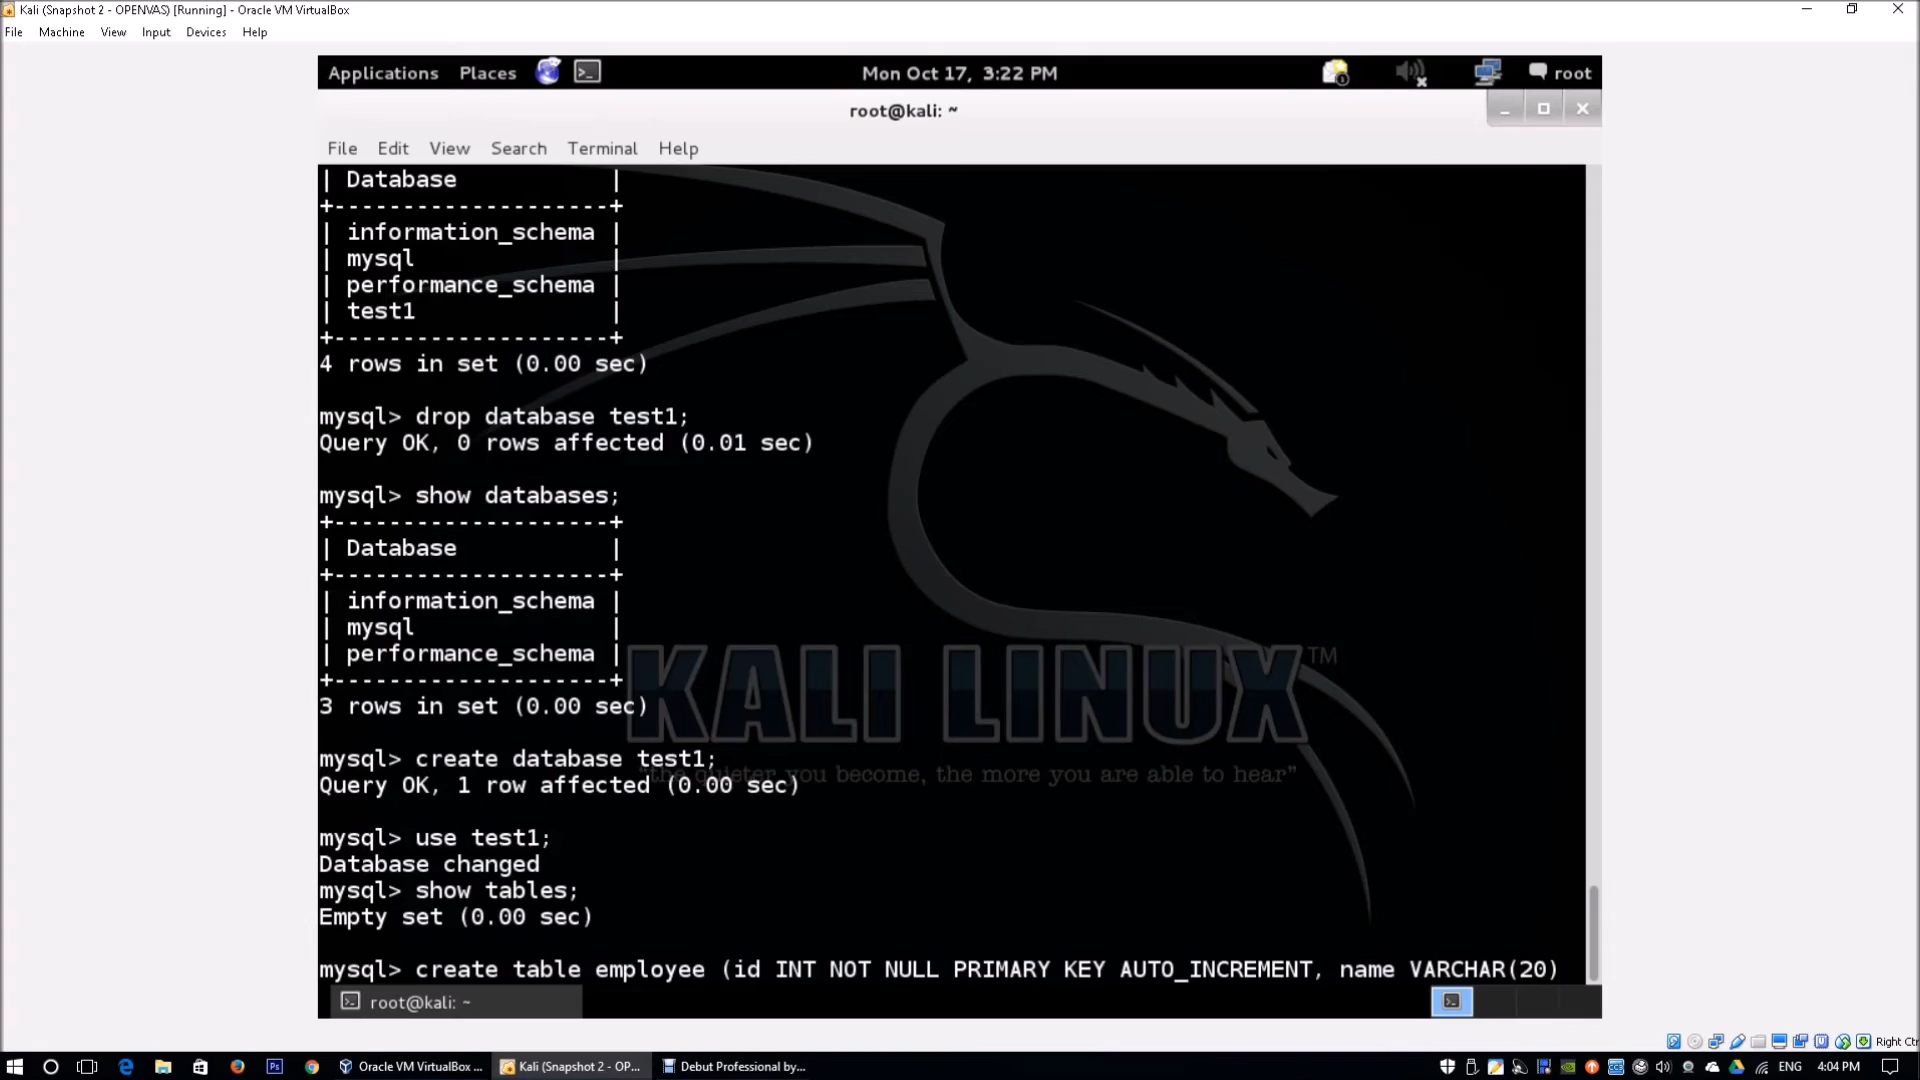 Kali (Snapshot 2 - OPENVAS) [Running] - Oracle VM VirtualBox
File Machine View Input Devices Help
Applications Places Mon Oct 17, 3:22 PM root
root@kali: ~
File Edit View Search Terminal Help
| Database |
+--------------------+
| information_schema |
| mysql |
| performance_schema |
| test1 |
+--------------------+
4 rows in set (0.00 sec)
mysql> drop database test1;
Query OK, 0 rows affected (0.01 sec)
mysql> show databases;
+--------------------+
| Database |
+--------------------+
| information_schema |
| mysql |
| performance_schema |
+--------------------+
KALI LINUX™
3 rows in set (0.00 sec)
mysql> create database test1;
"the quieter you become, the more you are able to hear"
Query OK, 1 row affected (0.00 sec)
mysql> use test1;
Database changed
mysql> show tables;
Empty set (0.00 sec)
mysql> create table employee (id INT NOT NULL PRIMARY KEY AUTO_INCREMENT, name VARCHAR(20)
root@kali: ~
Right Ctr
Oracle VM VirtualBox ... Kali (Snapshot 2 - OP... Debut Professional by... ENG 4:04 PM